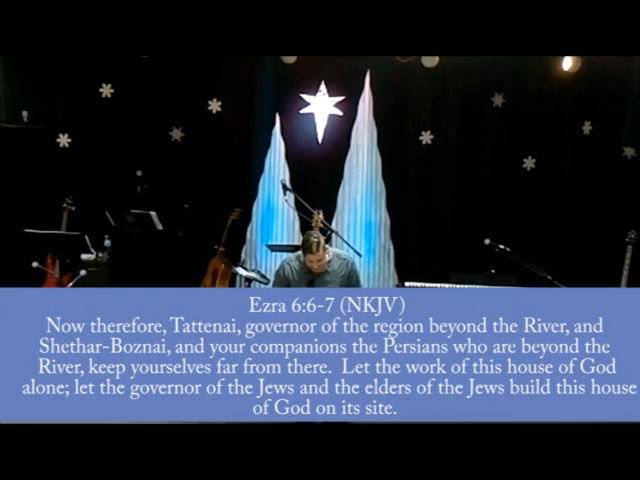 Ezra 6:6-7 (NKJV)
Now therefore, Tattenai, governor of the region beyond the River, and
Shethar-Boznai, and your companions the Persians who are beyond the
River, keep yourselves far from there. Let the work of this house of God
alone; let the governor of the Jews and the elders of the Jews build this house
of God on its site.